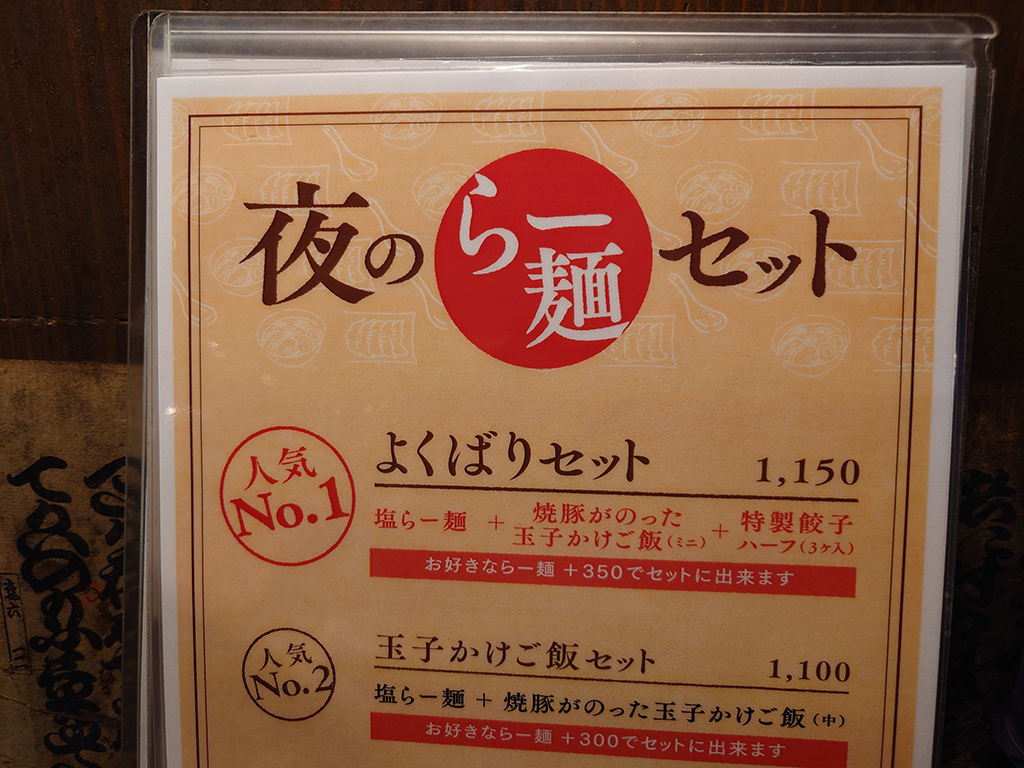 夜のらー麺セット
人気
No.1
よくばりセット 1,150
塩らー麺 + 焼豚がのった玉子かけご飯(ミニ) + 特製餃子ハーフ(3ヶ入)
お好きならー麺 +350でセットに出来ます
人気
No.2
玉子かけご飯セット 1,100
塩らー麺 + 焼豚がのった玉子かけご飯(中)
お好きならー麺 +300でセットに出来ます